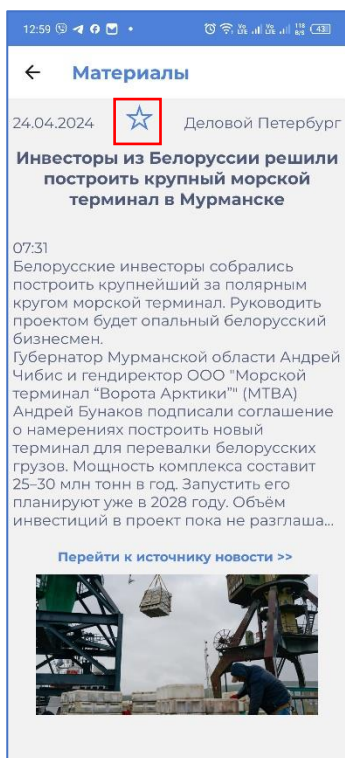 12:59
118 B/S 43
Материалы
24.04.2024 Деловой Петербург
Инвесторы из Белоруссии решили
построить крупный морской
терминал в Мурманске
07:31
Белорусские инвесторы собрались
построить крупнейший за полярным
кругом морской терминал. Руководить
проектом будет опальный белорусский
бизнесмен.
Губернатор Мурманской области Андрей
Чибис и гендиректор ООО "Морской
терминал “Ворота Арктики”" (МТВА)
Андрей Бунаков подписали соглашение
о намерениях построить новый
терминал для перевалки белорусских
грузов. Мощность комплекса составит
25–30 млн тонн в год. Запустить его
планируют уже в 2028 году. Объём
инвестиций в проект пока не разглаша...
Перейти к источнику новости >>